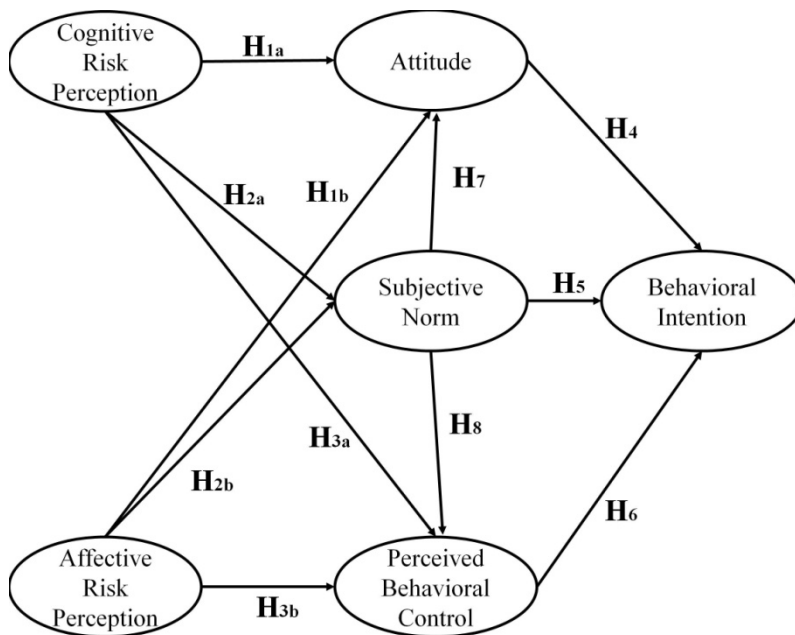 Cognitive
Risk
Perception
H1a
Attitude
H4
H2a
H1b
H7
Subjective
Norm
H5
Behavioral
Intention
H3a
H8
H2b
H6
Affective
Risk
Perception
H3b
Perceived
Behavioral
Control